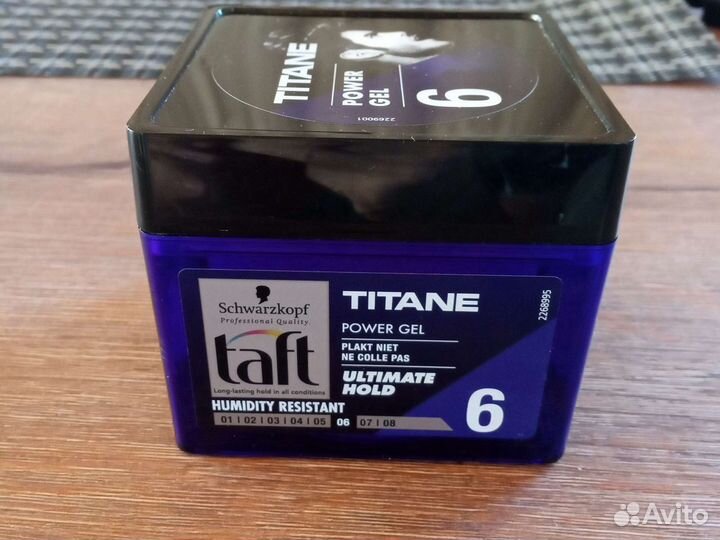 TITANE
POWER
GEL
6
2269001
Schwarzkopf
Professional Quality
taft
Long-lasting hold in all conditions
HUMIDITY RESISTANT
01 | 02 | 03 | 04 | 05 06 07 | 08
TITANE
POWER GEL
PLAKT NIET
NE COLLE PAS
ULTIMATE
HOLD
6
2268995
Avito